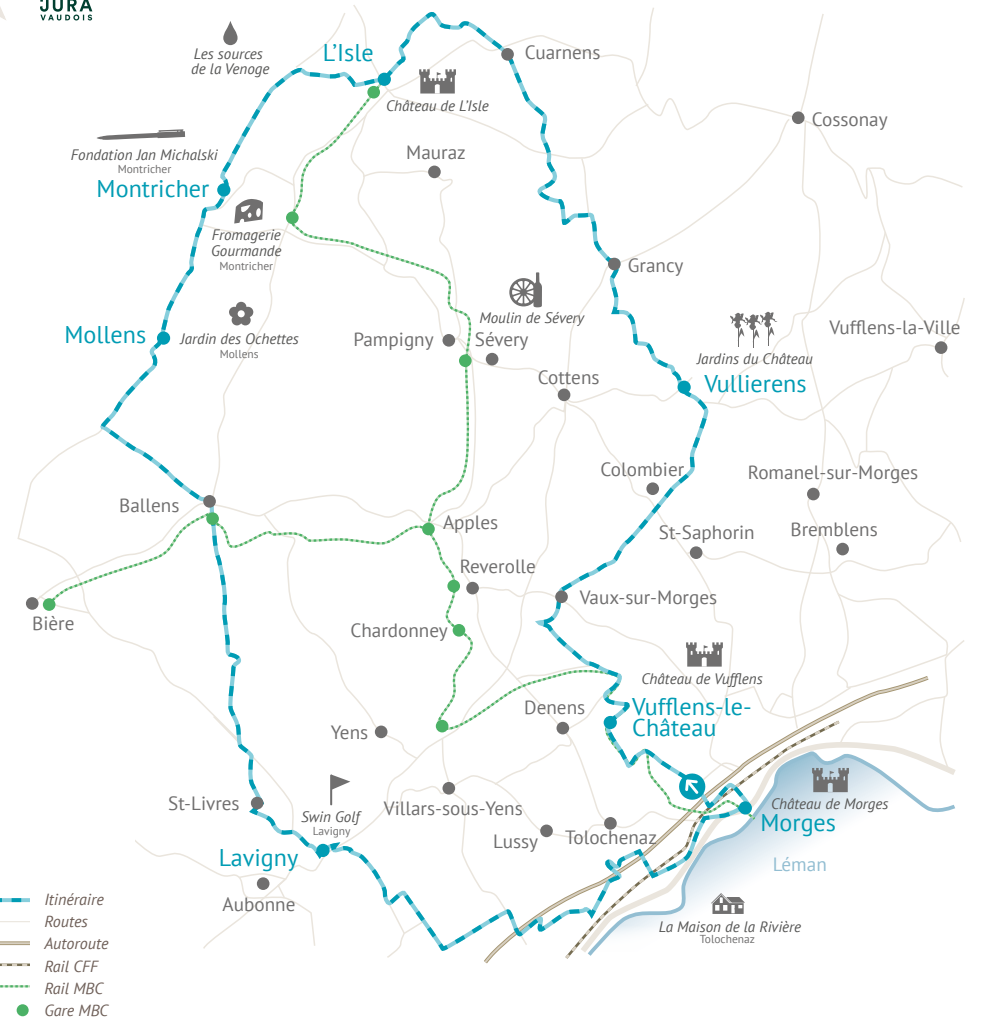 JURA
VAUDOIS
Les sources
de la Venoge
L'Isle
Cuarnens
Château de L'Isle
Cossonay
Fondation Jan Michalski
Montricher
Montricher
Mauraz
Fromagerie
Gourmande
Montricher
Grancy
Moulin de Sévery
Mollens
Jardin des Ochettes
Mollens
Pampigny
Sévery
Jardins du Château
Vufflens-la-Ville
Cottens
Vullierens
Colombier
Romanel-sur-Morges
Ballens
Apples
St-Saphorin
Bremblens
Reverolle
Vaux-sur-Morges
Bière
Chardonney
Château de Vufflens
Denens
Vufflens-le-
Château
Yens
St-Livres
Swin Golf
Lavigny
Villars-sous-Yens
Château de Morges
Lussy
Tolochenaz
Morges
Lavigny
Léman
Aubonne
La Maison de la Rivière
Tolochenaz
Itinéraire
Routes
Autoroute
Rail CFF
Rail MBC
Gare MBC